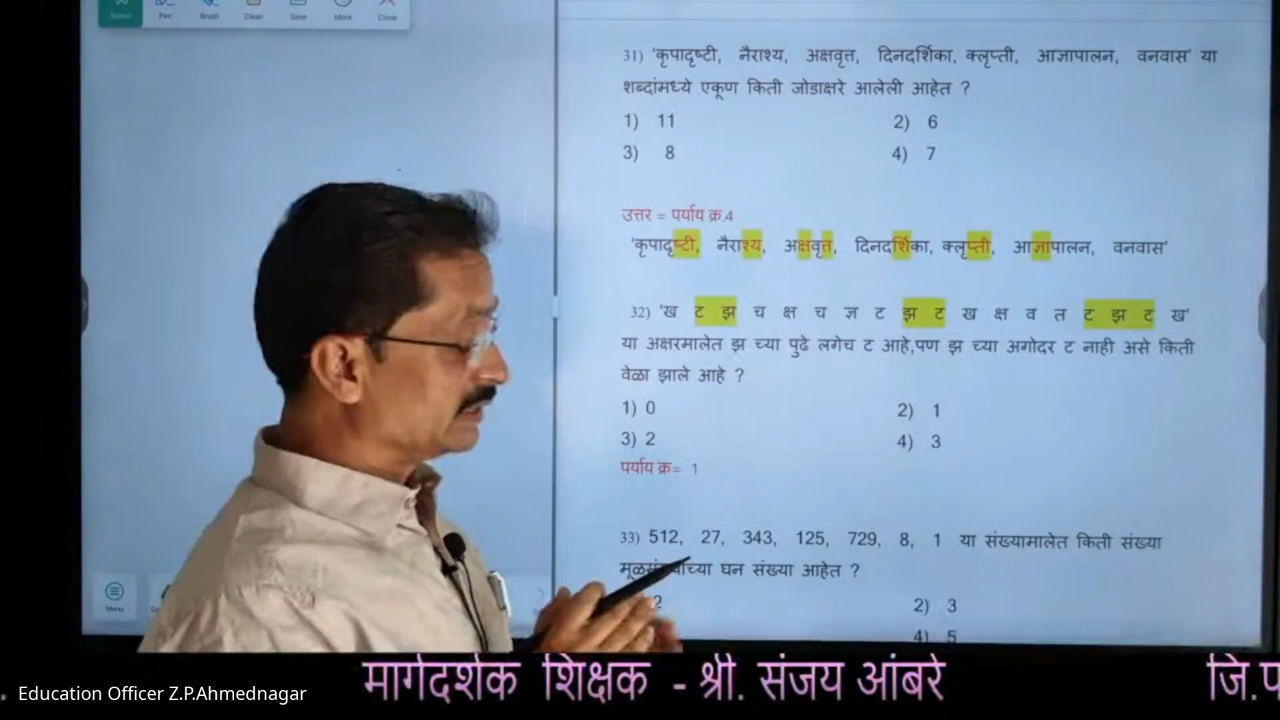 Select Pen Brush Clean Save More Close
31) 'कृपादृष्टी, नैराश्य, अक्षवृत्त, दिनदर्शिका, क्लृप्ती, आज्ञापालन, वनवास' या
शब्दांमध्ये एकूण किती जोडाक्षरे आलेली आहेत ?
1) 11 2) 6
3) 8 4) 7
उत्तर = पर्याय क्र.4
'कृपादृष्टी, नैराश्य, अक्षवृत्त, दिनदर्शिका, क्लृप्ती, आज्ञापालन, वनवास'
32) 'ख ट झ च क्ष च ज्ञ ट झ ट ख क्ष व त ट झ ट ख'
या अक्षरमालेत झ च्या पुढे लगेच ट आहे,पण झ च्या अगोदर ट नाही असे किती
वेळा झाले आहे ?
1) 0 2) 1
3) 2 4) 3
पर्याय क्र= 1
33) 512, 27, 343, 125, 729, 8, 1 या संख्यामालेत किती संख्या
घन संख्या आहेत ?
2 2) 3
4) 5
Menu
मार्गदर्शक शिक्षक - श्री. संजय आंबरे जि.प
Education Officer Z.P.Ahmednagar